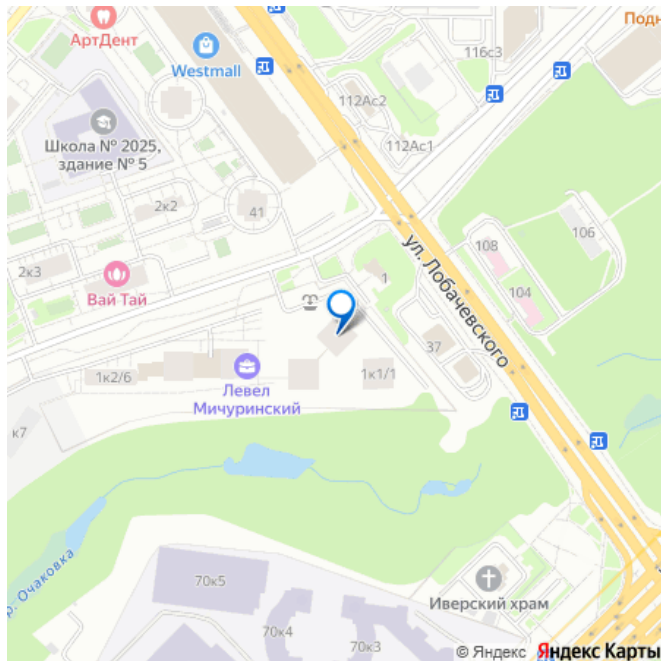 Подн
АртДент
Westmall
116с3
112Ас2
112Ас1
Школа № 2025,
здание № 5
2к2
41
ул. Лобачевского
108
106
104
2к3
Вай Тай
1
37
1к2/6
Левел
Мичуринский
1к1/1
к7
р. Очаковка
70к5
70к4
70к3
Иверский храм
© Яндекс Яндекс Карты